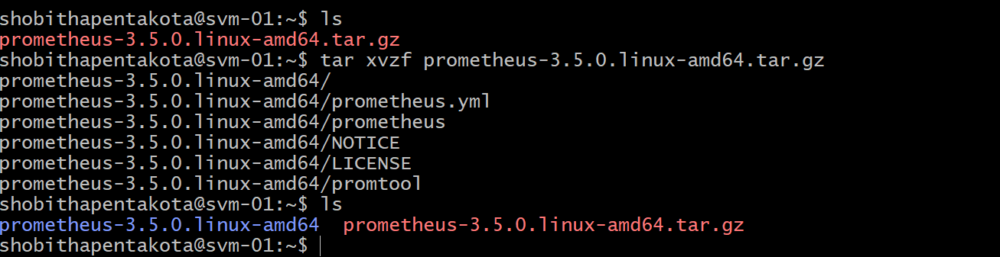 shobithapentakota@svm-01:~$ ls
prometheus-3.5.0.linux-amd64.tar.gz
shobithapentakota@svm-01:~$ tar xvzf prometheus-3.5.0.linux-amd64.tar.gz
prometheus-3.5.0.linux-amd64/
prometheus-3.5.0.linux-amd64/prometheus.yml
prometheus-3.5.0.linux-amd64/prometheus
prometheus-3.5.0.linux-amd64/NOTICE
prometheus-3.5.0.linux-amd64/LICENSE
prometheus-3.5.0.linux-amd64/promtool
shobithapentakota@svm-01:~$ ls
prometheus-3.5.0.linux-amd64  prometheus-3.5.0.linux-amd64.tar.gz
shobithapentakota@svm-01:~$